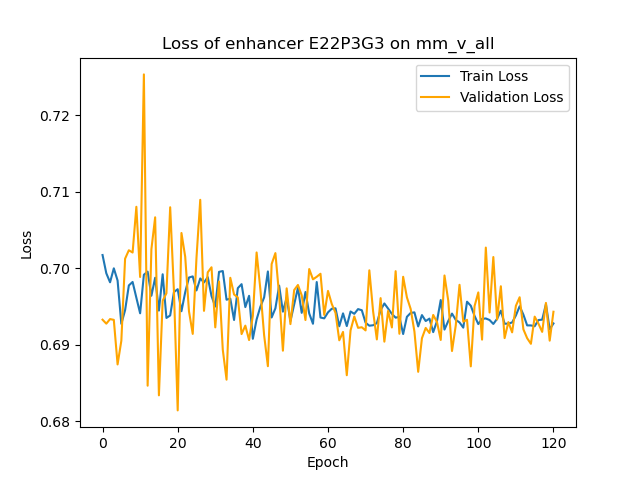 Loss of enhancer E22P3G3 on mm_v_all
Train Loss
Validation Loss
0.72
0.71
0.70
0.69
0.68
Loss
0
20
40
60
80
100
120
Epoch